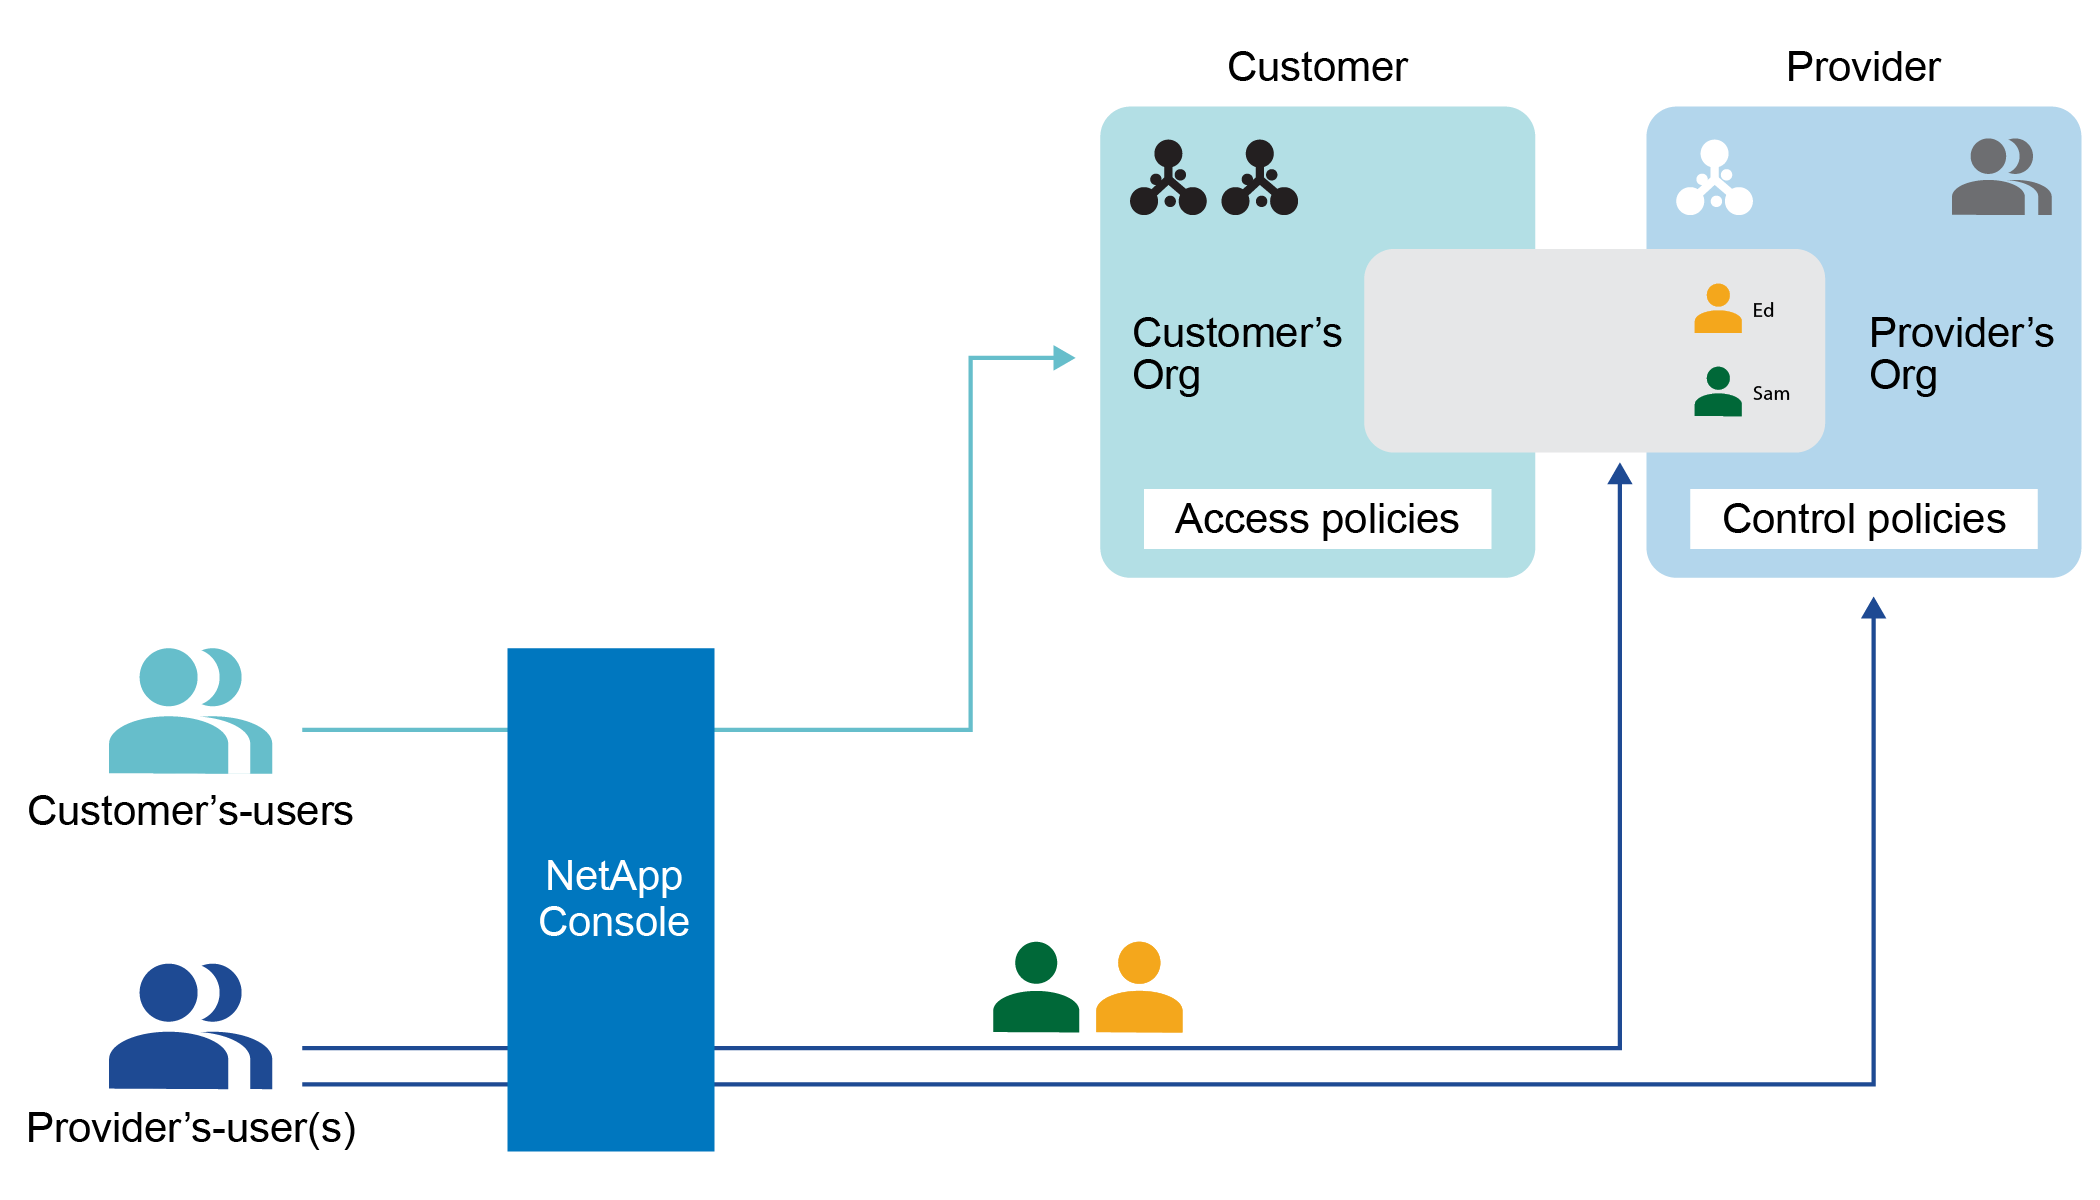 Customer
Provider
Ed
Customer’s
Org
Provider’s
Org
Sam
Access policies
Control policies
Customer’s-users
NetApp
Console
Provider’s-user(s)